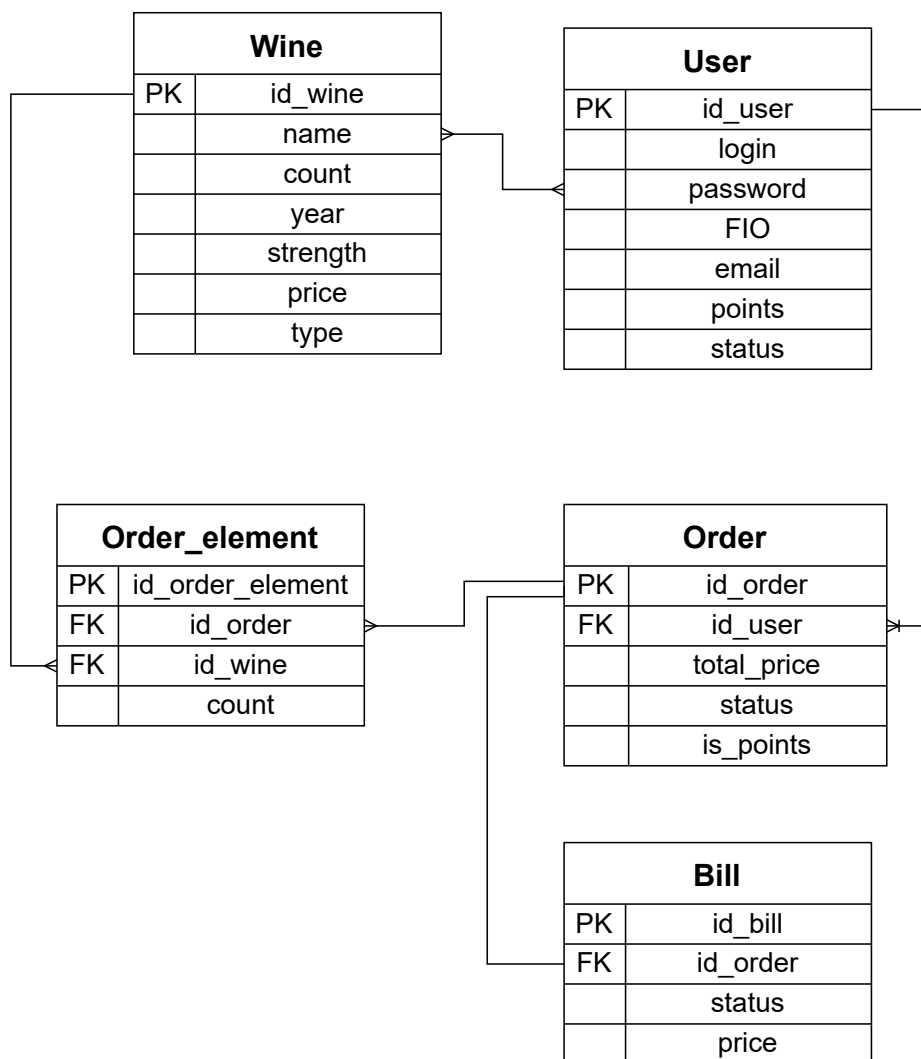 Wine
PK id_wine
name
count
year
strength
price
type
User
PK id_user
login
password
FIO
email
points
status
Order_element
PK id_order_element
FK id_order
FK id_wine
count
Order
PK id_order
FK id_user
total_price
status
is_points
Bill
PK id_bill
FK id_order
status
price